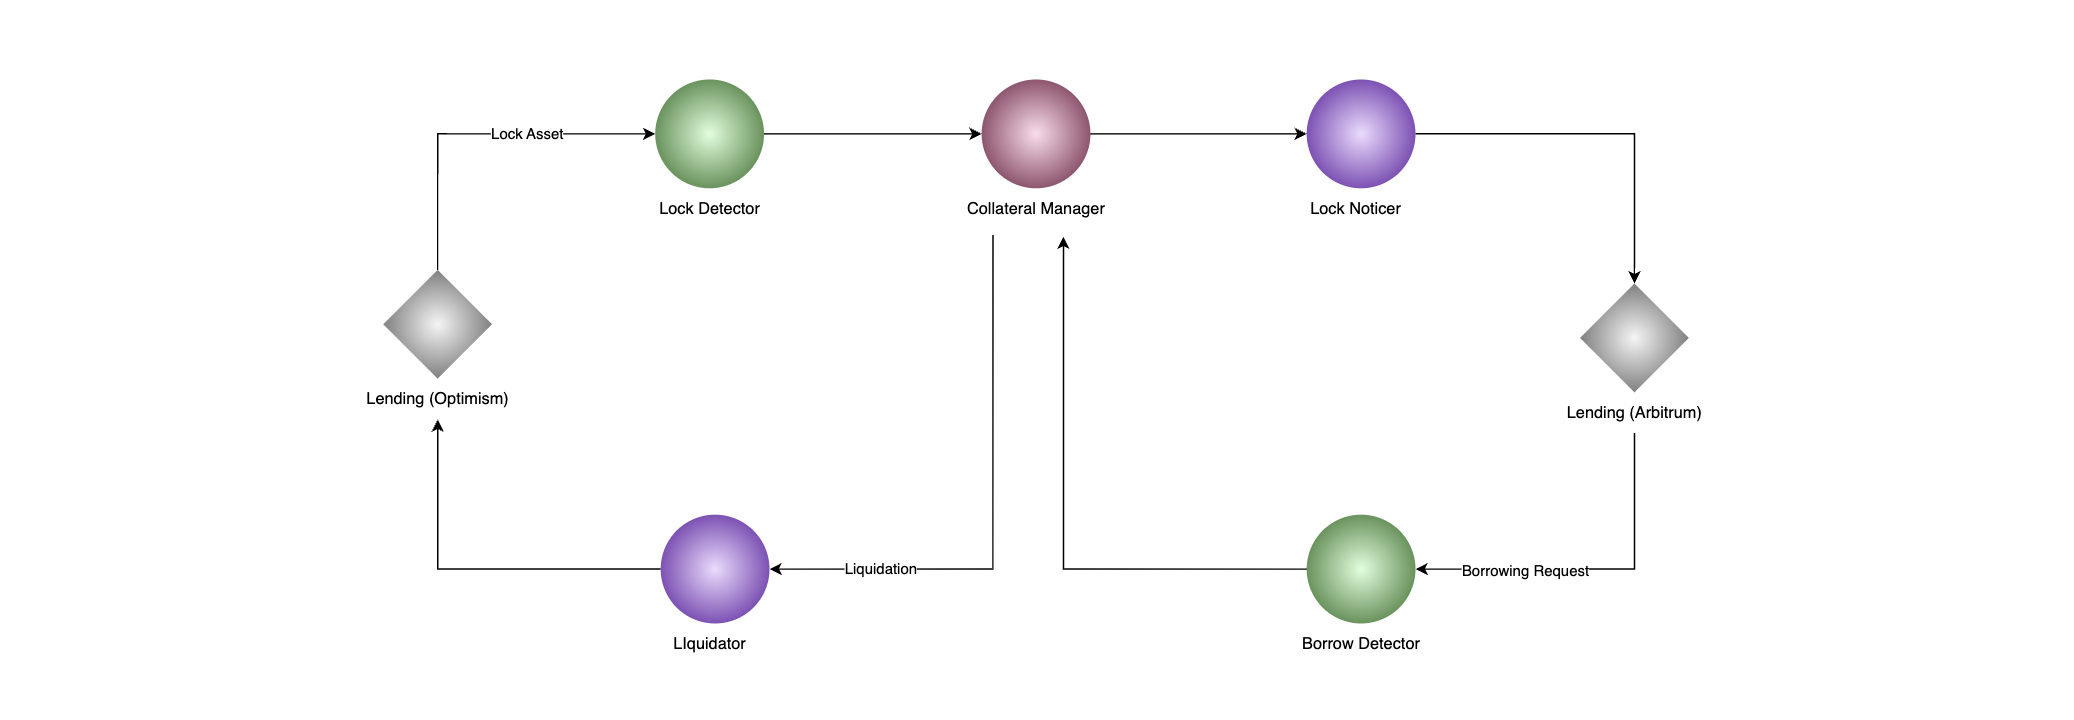 Lock Asset
Lock Detector
Collateral Manager
Lock Noticer
Lending (Optimism)
Lending (Arbitrum)
Liquidation
Borrowing Request
LIquidator
Borrow Detector